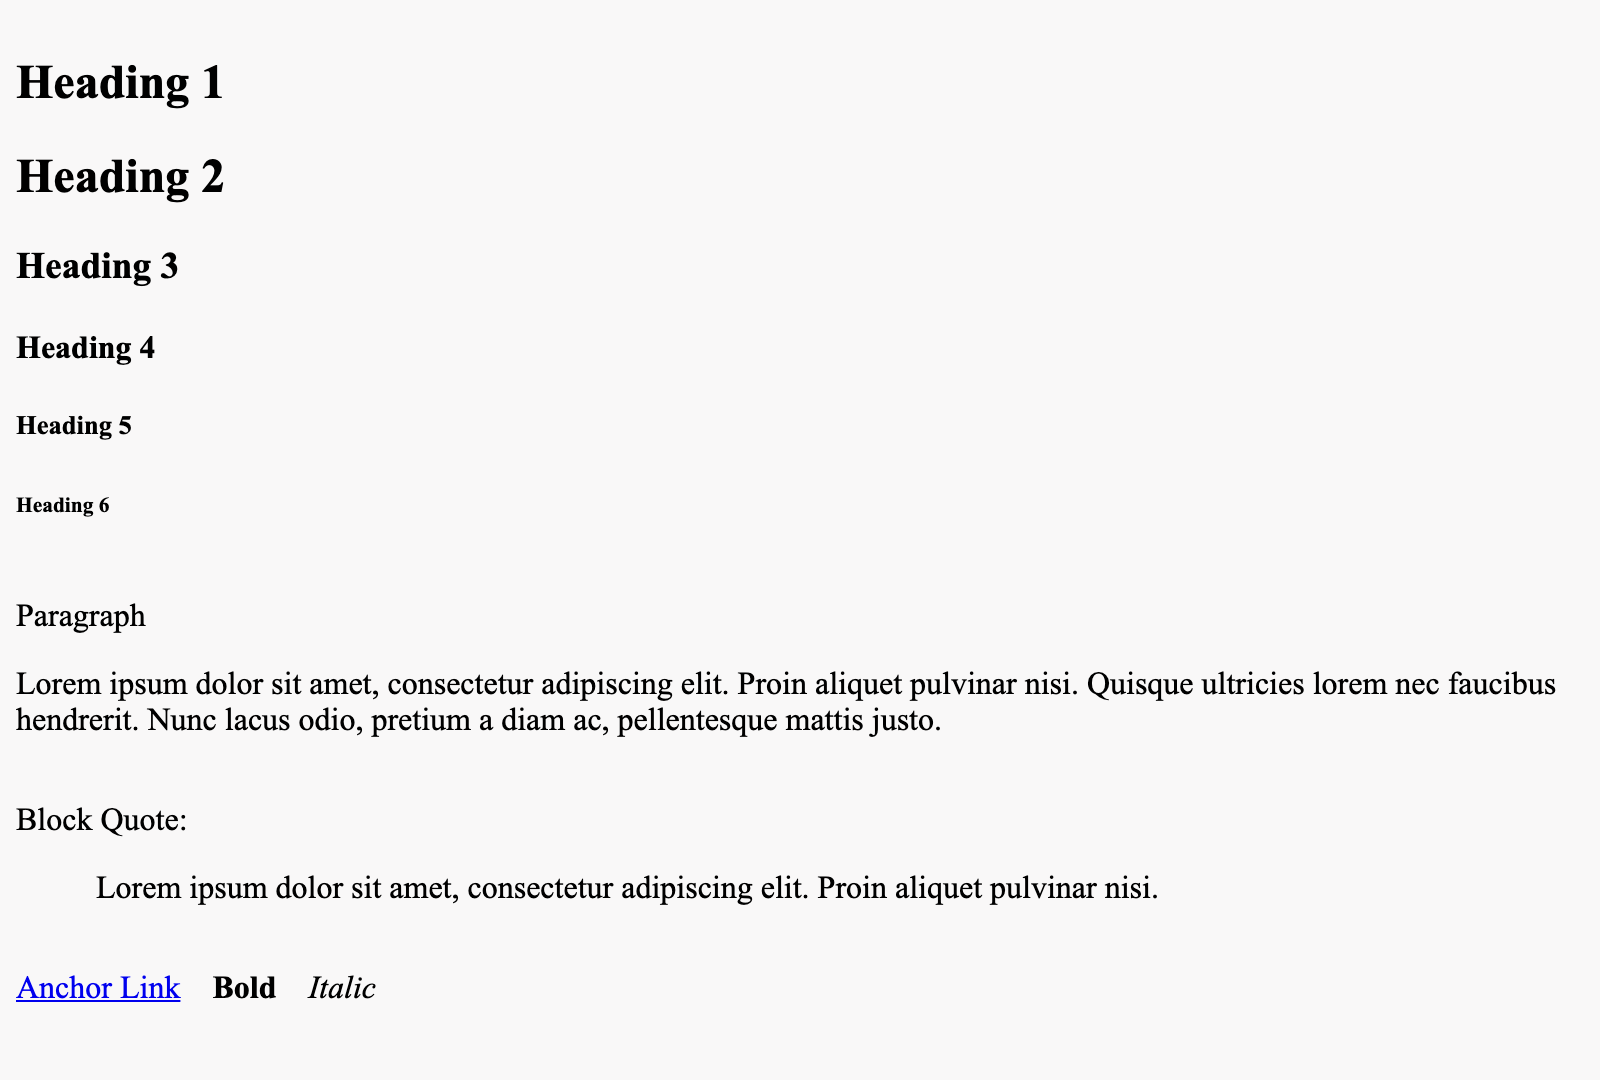 Heading 1
Heading 2
Heading 3
Heading 4
Heading 5
Heading 6
Paragraph
Lorem ipsum dolor sit amet, consectetur adipiscing elit. Proin aliquet pulvinar nisi. Quisque ultricies lorem nec faucibus
hendrerit. Nunc lacus odio, pretium a diam ac, pellentesque mattis justo.
Block Quote:
Lorem ipsum dolor sit amet, consectetur adipiscing elit. Proin aliquet pulvinar nisi.
Anchor Link Bold Italic